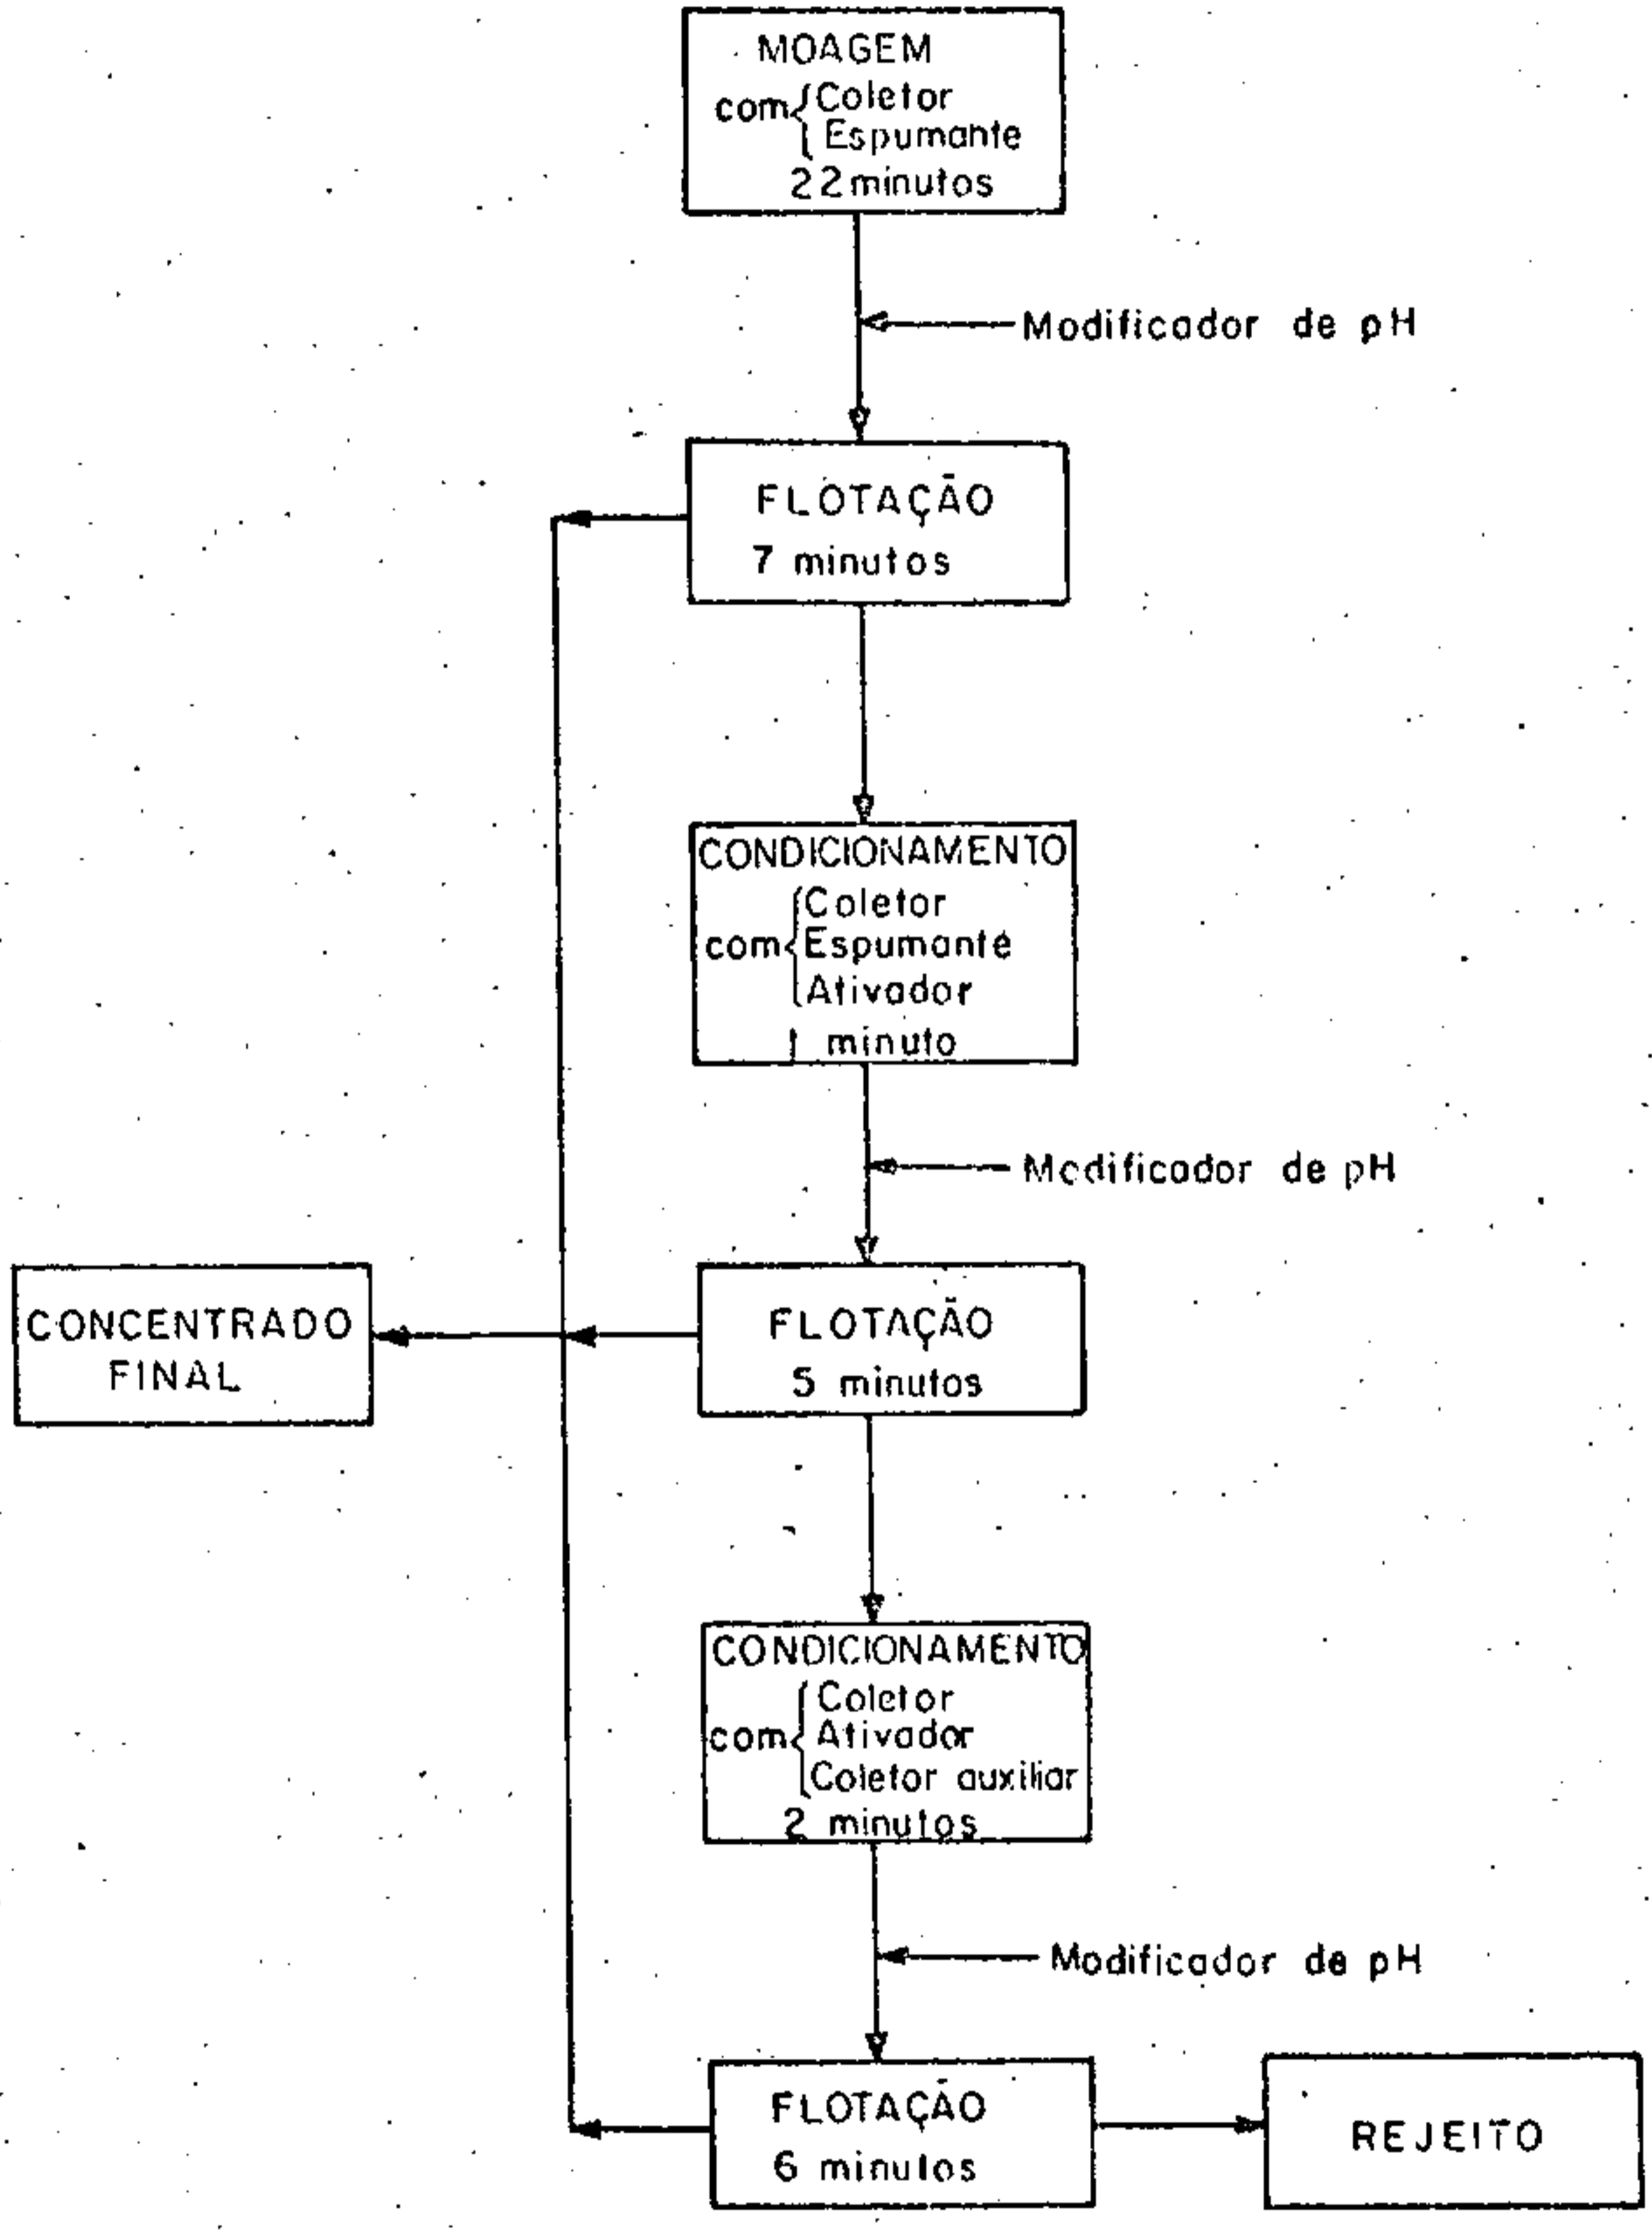 MOAGEM
com { Coletor
Espumante
22 minutos
Modificador de pH
FLOTAÇÃO
7 minutos
CONDICIONAMENTO
Coletor
com { Espumante
Ativador
1 minuto
Modificador de pH
CONCENTRADO
FINAL
FLOTAÇÃO
5 minutos
CONDICIONAMENTO
Coletor
com { Ativador
Coletor auxiliar
2 minutos
Modificador de pH
FLOTAÇÃO
6 minutos
REJEITO